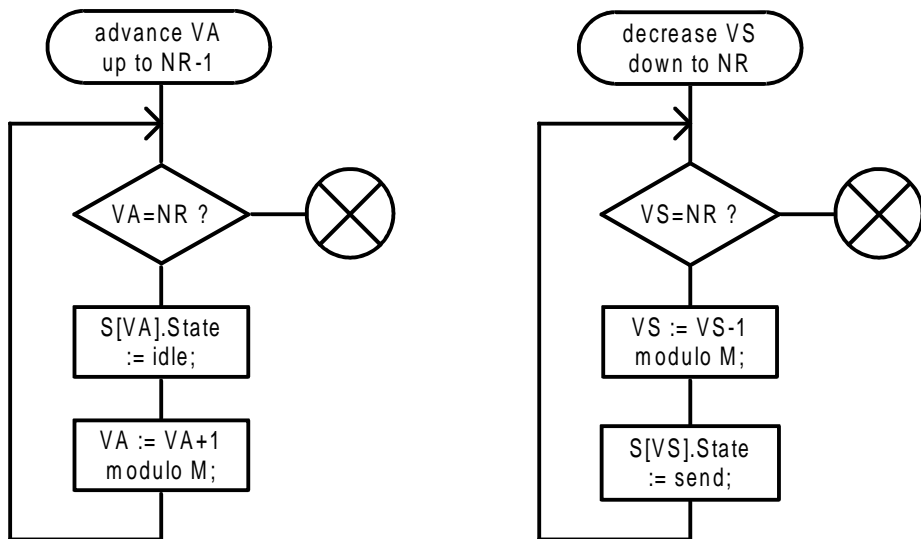 advance VA
up to NR-1
VA=NR ?
S[VA].State
:= idle;
VA := VA+1
modulo M;
decrease VS
down to NR
VS=NR ?
VS := VS-1
modulo M;
S[VS].State
:= send;